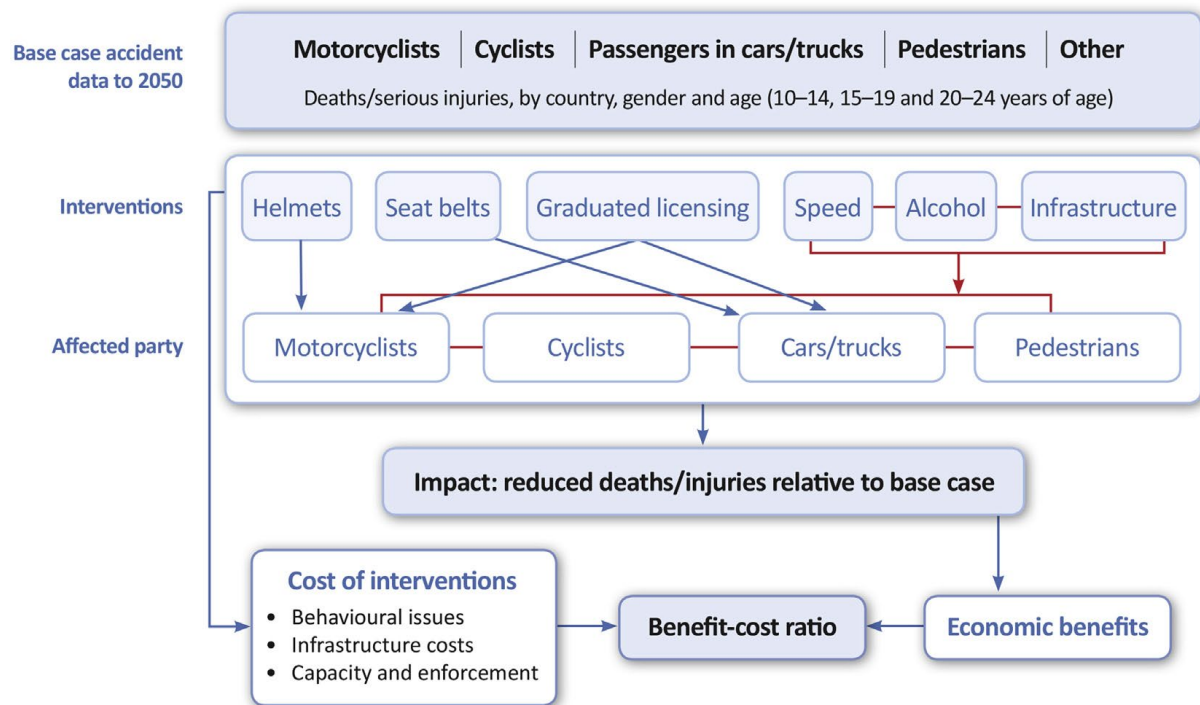 Base case accident
data to 2050
Motorcyclists | Cyclists | Passengers in cars/trucks | Pedestrians | Other
Deaths/serious injuries, by country, gender and age (10–14, 15–19 and 20–24 years of age)
Interventions
Helmets
Seat belts
Graduated licensing
Speed
Alcohol
Infrastructure
Affected party
Motorcyclists
Cyclists
Cars/trucks
Pedestrians
Impact: reduced deaths/injuries relative to base case
Cost of interventions
• Behavioural issues
• Infrastructure costs
• Capacity and enforcement
Benefit-cost ratio
Economic benefits